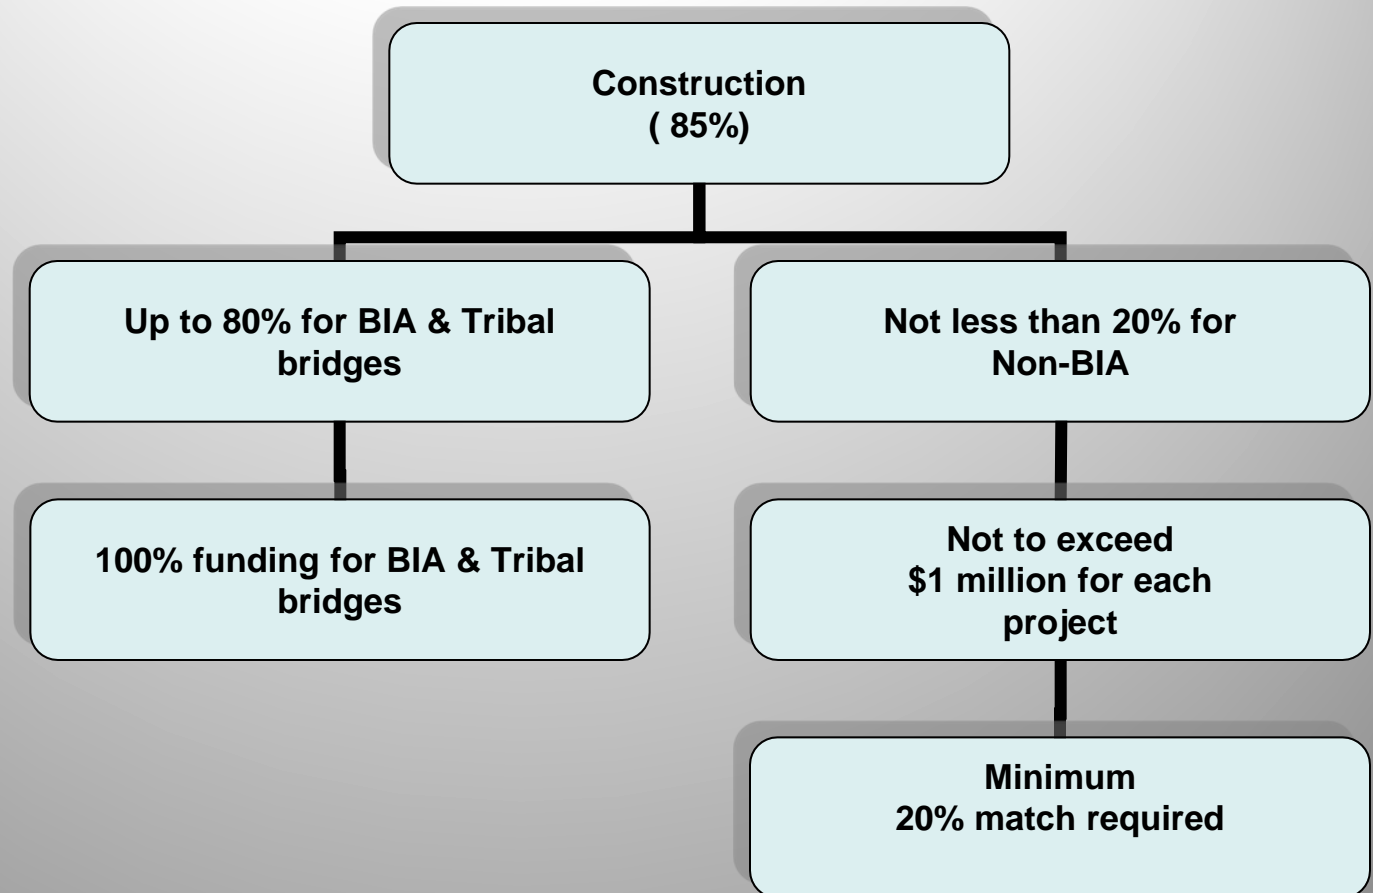 Construction
( 85%)
Up to 80% for BIA & Tribal
bridges
Not less than 20% for
Non-BIA
100% funding for BIA & Tribal
bridges
Not to exceed
$1 million for each
project
Minimum
20% match required